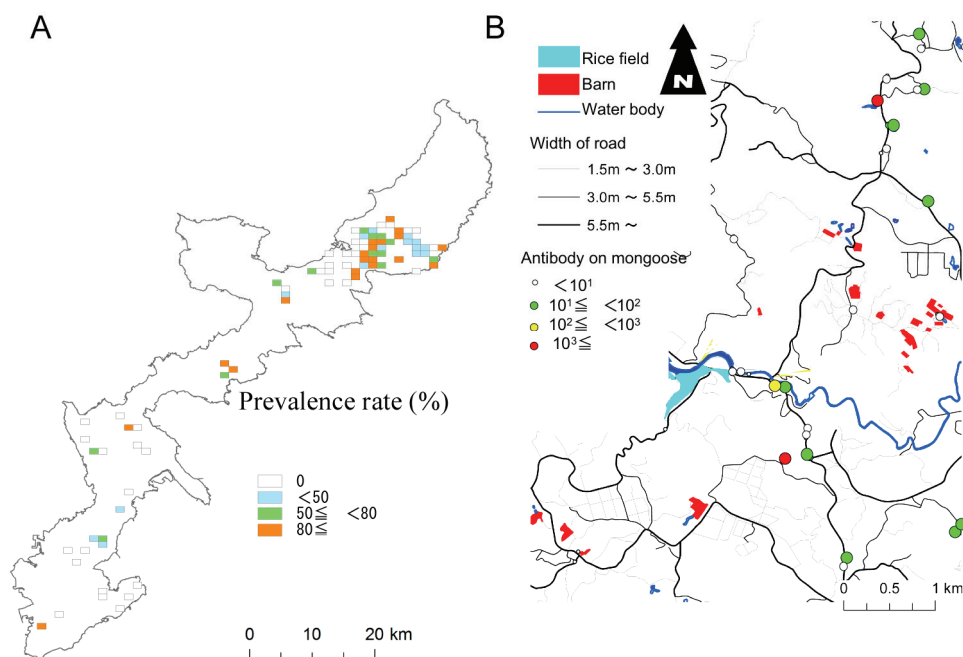 A
Prevalence rate (%)
0
<50
50≦ <80
80≦
0 10 20 km
B
Rice field
Barn
Water body
N
Width of road
1.5m ~ 3.0m
3.0m ~ 5.5m
5.5m ~
Antibody on mongoose
<10¹
10¹≦ <10²
10²≦ <10³
10³≦
0 0.5 1 km